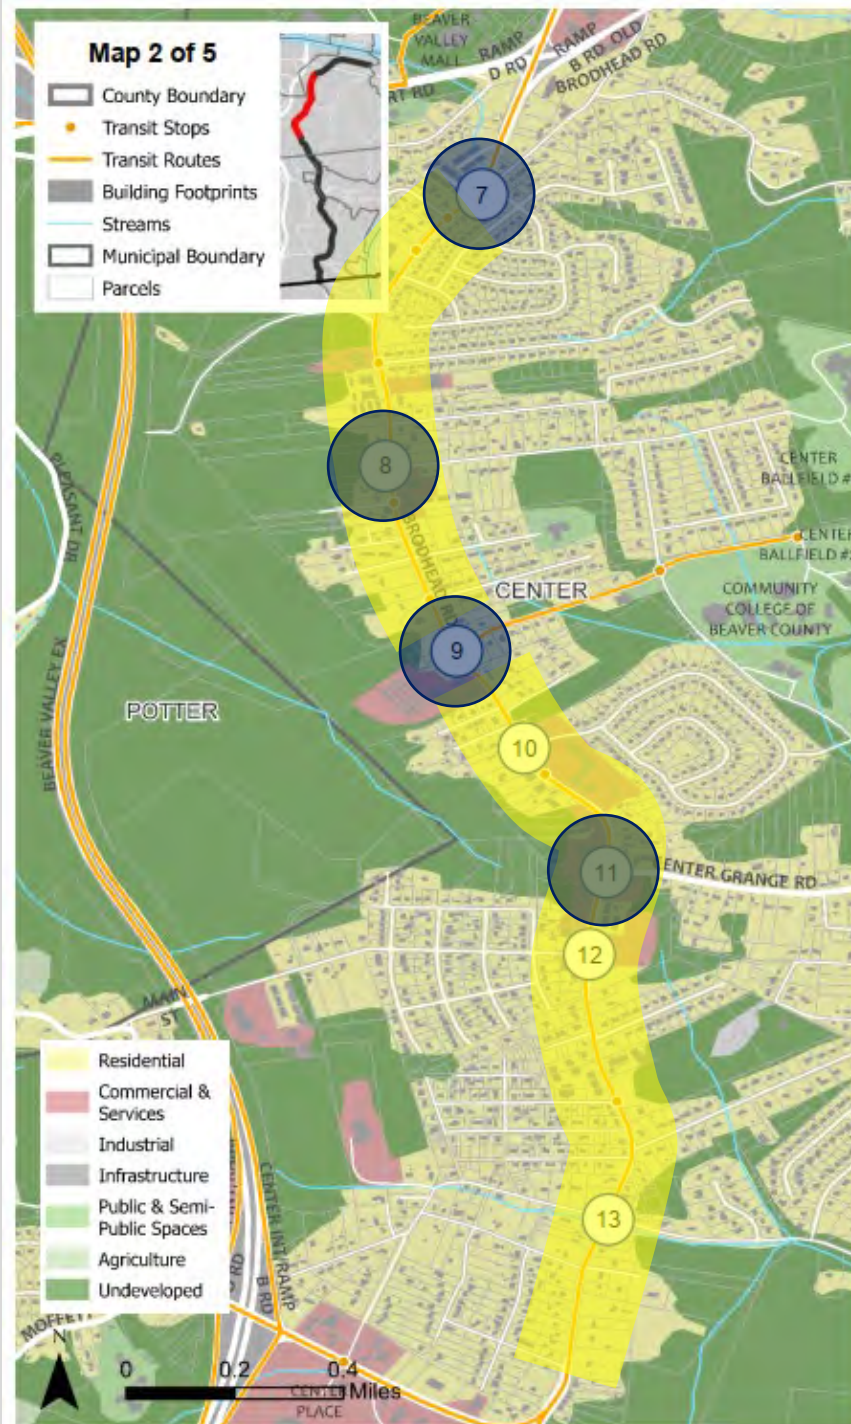 Map 2 of 5
County Boundary
Transit Stops
Transit Routes
Building Footprints
Streams
Municipal Boundary
Parcels
BEAVER
VALLEY
MALL
RAMP
D RD
RAMP
B RD
OLD
BRODHEAD RD
RT RD
7
8
BRODHEAD RD
CENTER
BALLFIELD #
CENTER
BALLFIELD #
CENTER
COMMUNITY
COLLEGE OF
BEAVER COUNTY
PLEASANT DR
BEAVER VALLEY EX
POTTER
9
10
11
CENTER GRANGE RD
12
MAIN
ST
13
Residential
Commercial &
Services
Industrial
Infrastructure
Public & Semi-
Public Spaces
Agriculture
Undeveloped
CENTER INT/RAMP
B RD
RD
MOFFET
N
0 0.2 0.4
Miles
CENTER
PLACE